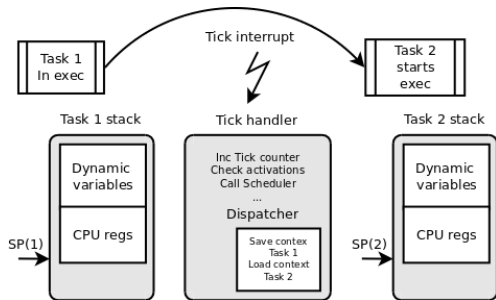 Task 1
In exec
Tick interrupt
Task 2
starts
exec
Task 1 stack
Tick handler
Task 2 stack
Dynamic
variables
CPU regs
SP(1)
Inc Tick counter
Check activations
Call Scheduler
...
Dispatcher
Save contex
Task 1
Load context
Task 2
Dynamic
variables
CPU regs
SP(2)